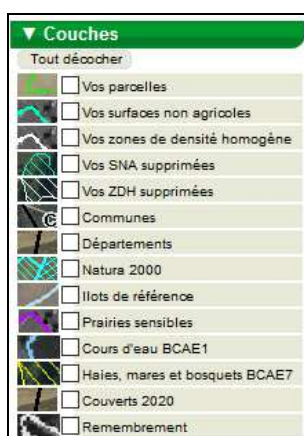 ▼ Couches
Tout décocher
Vos parcelles
Vos surfaces non agricoles
Vos zones de densité homogène
Vos SNA supprimées
Vos ZDH supprimées
© Communes
Départements
Natura 2000
Ilots de référence
Prairies sensibles
Cours d'eau BCAE1
Haies, mares et bosquets BCAE7
Couverts 2020
Remembrement